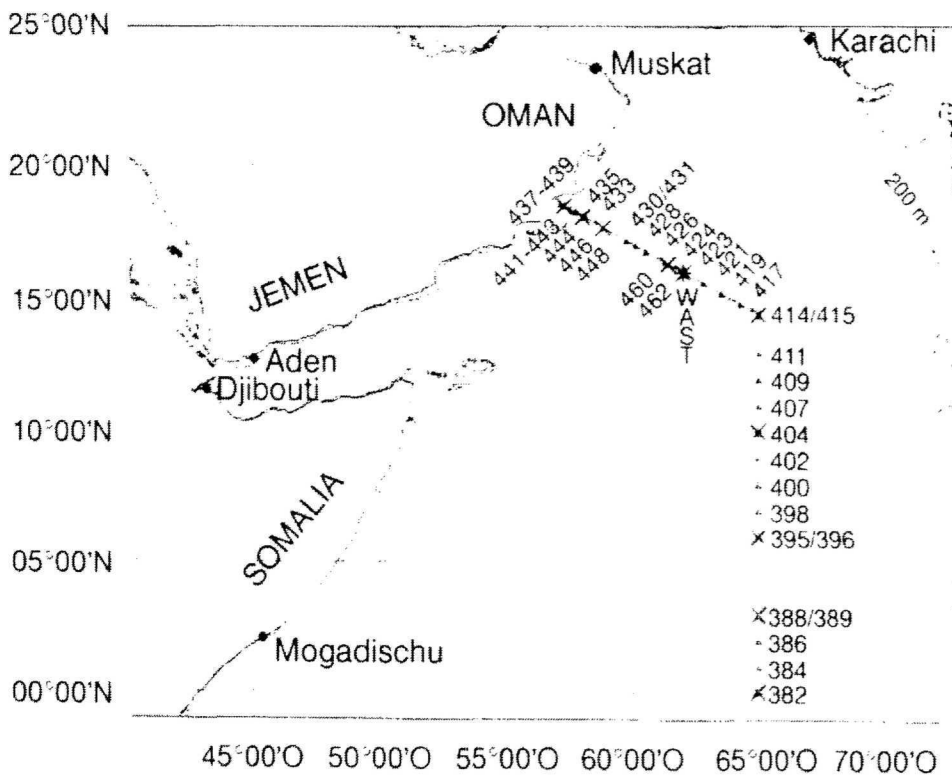 25°00'N
Karachi
Muskat
OMAN
20°00'N
200 m
437-439
435
433
430/431
428
426
424
423
421
419
417
441-443
444
446
448
460
462
WAST
JEMEN
15°00'N
414/415
411
Aden
Djibouti
409
407
10°00'N
404
402
400
398
SOMALIA
05°00'N
395/396
388/389
386
Mogadischu
384
00°00'N
382
45°00'O 50°00'O 55°00'O 60°00'O 65°00'O 70°00'O